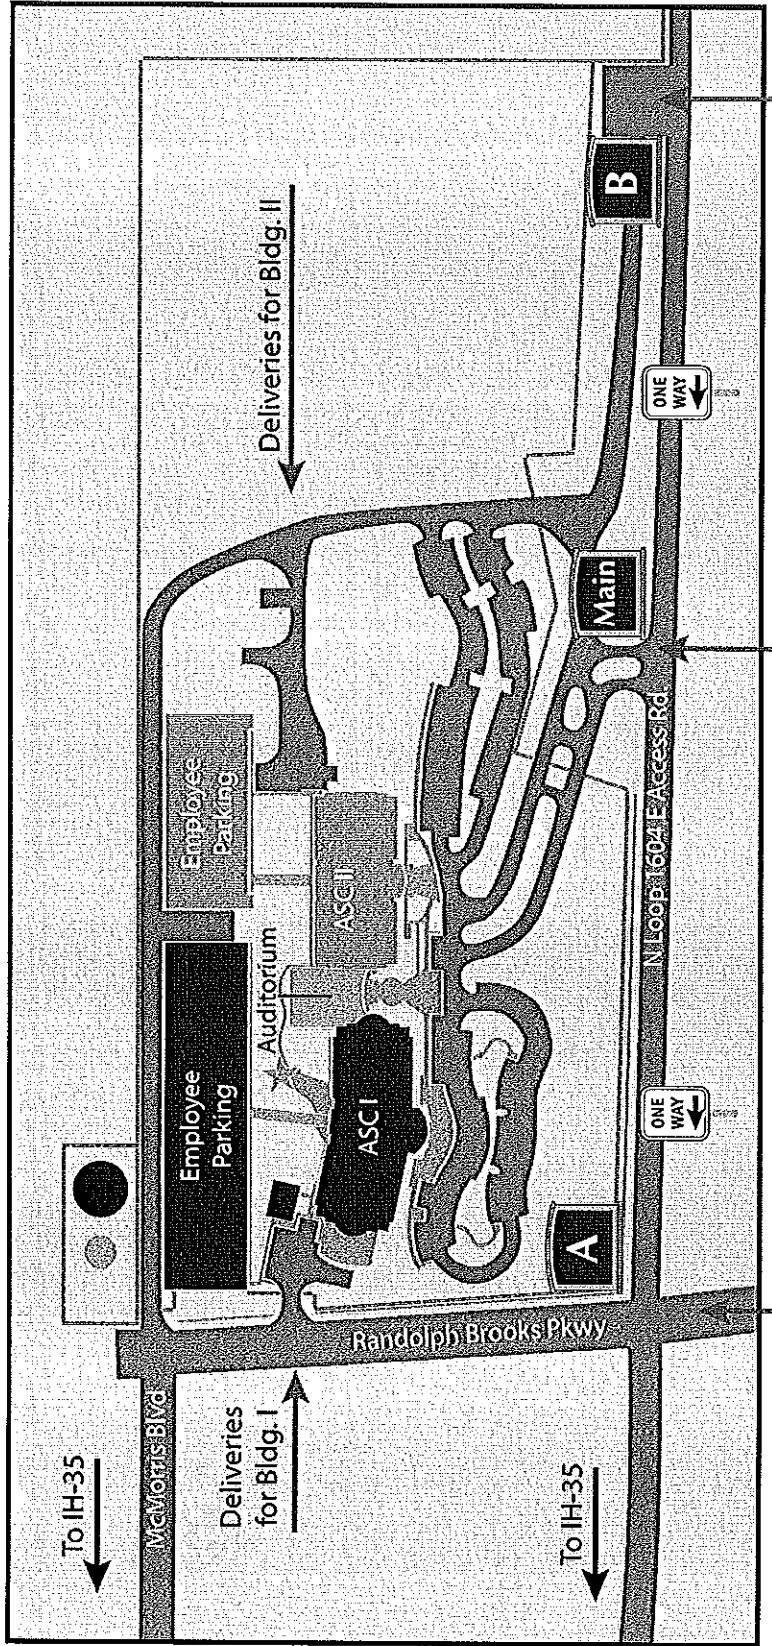 To IH-35
McMorris Blvd
Deliveries
for Bldg. I
To IH-35
Randolph Brooks Pkwy
Employee
Parking
Employee
Parking
Auditorium
ASC I
ASC II
Deliveries for Bldg. II
A
ONE
WAY
N Loop 1604 E Access Rd
Main
ONE
WAY
B